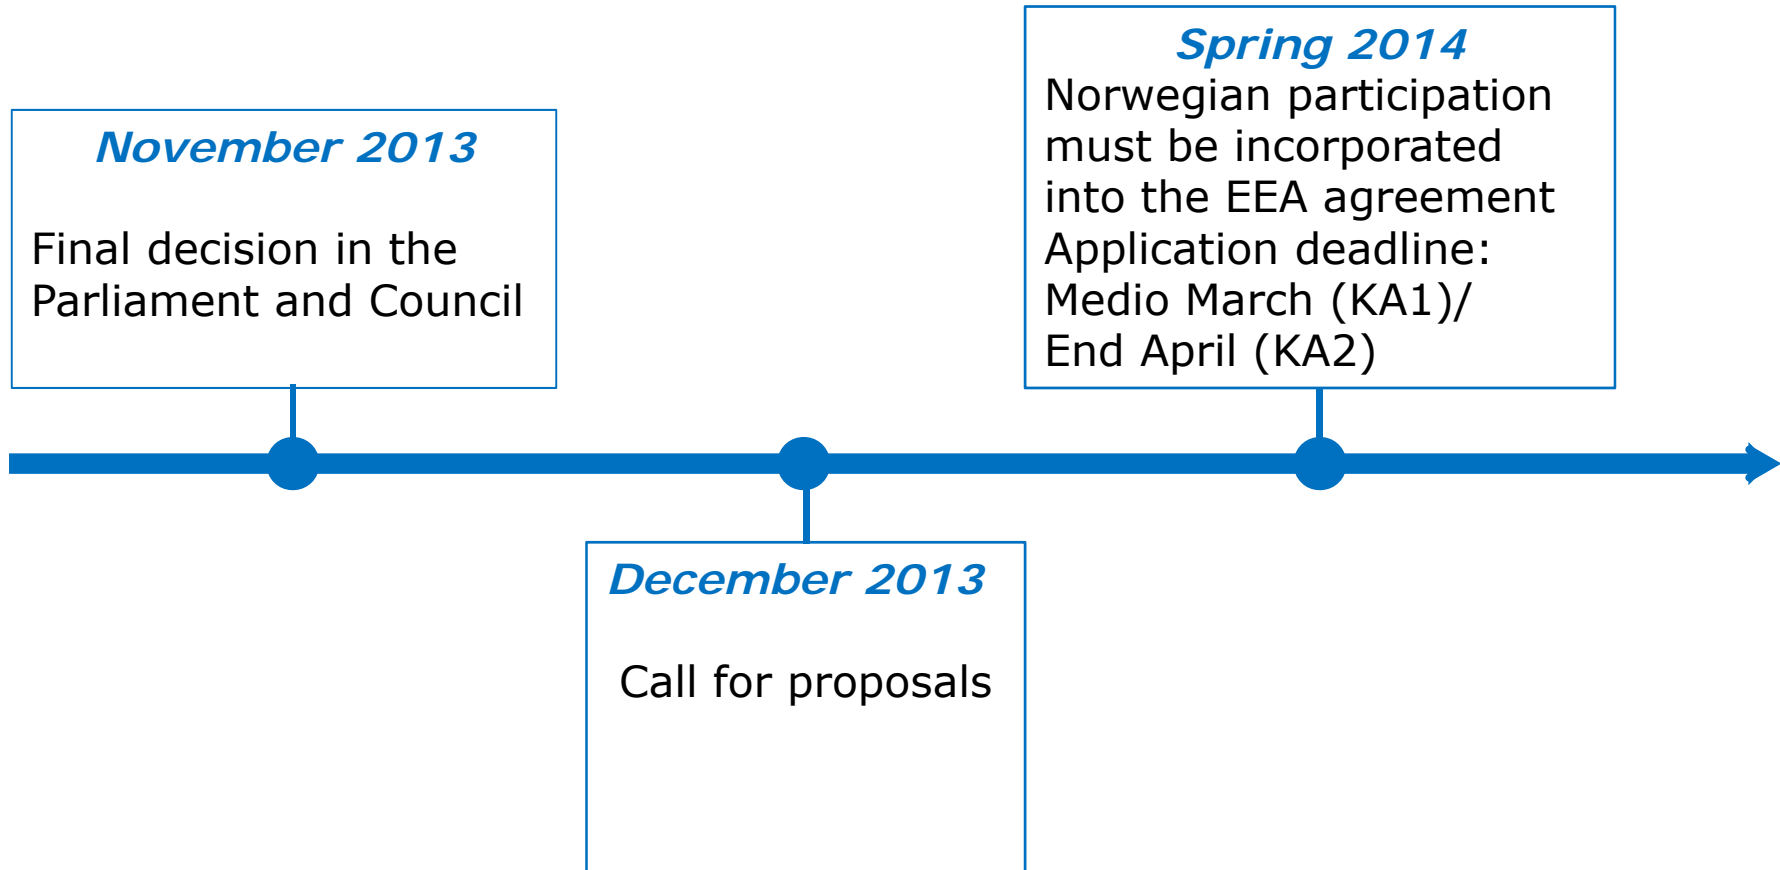 November 2013
Final decision in the
Parliament and Council
December 2013
Call for proposals
Spring 2014
Norwegian participation
must be incorporated
into the EEA agreement
Application deadline:
Medio March (KA1)/
End April (KA2)